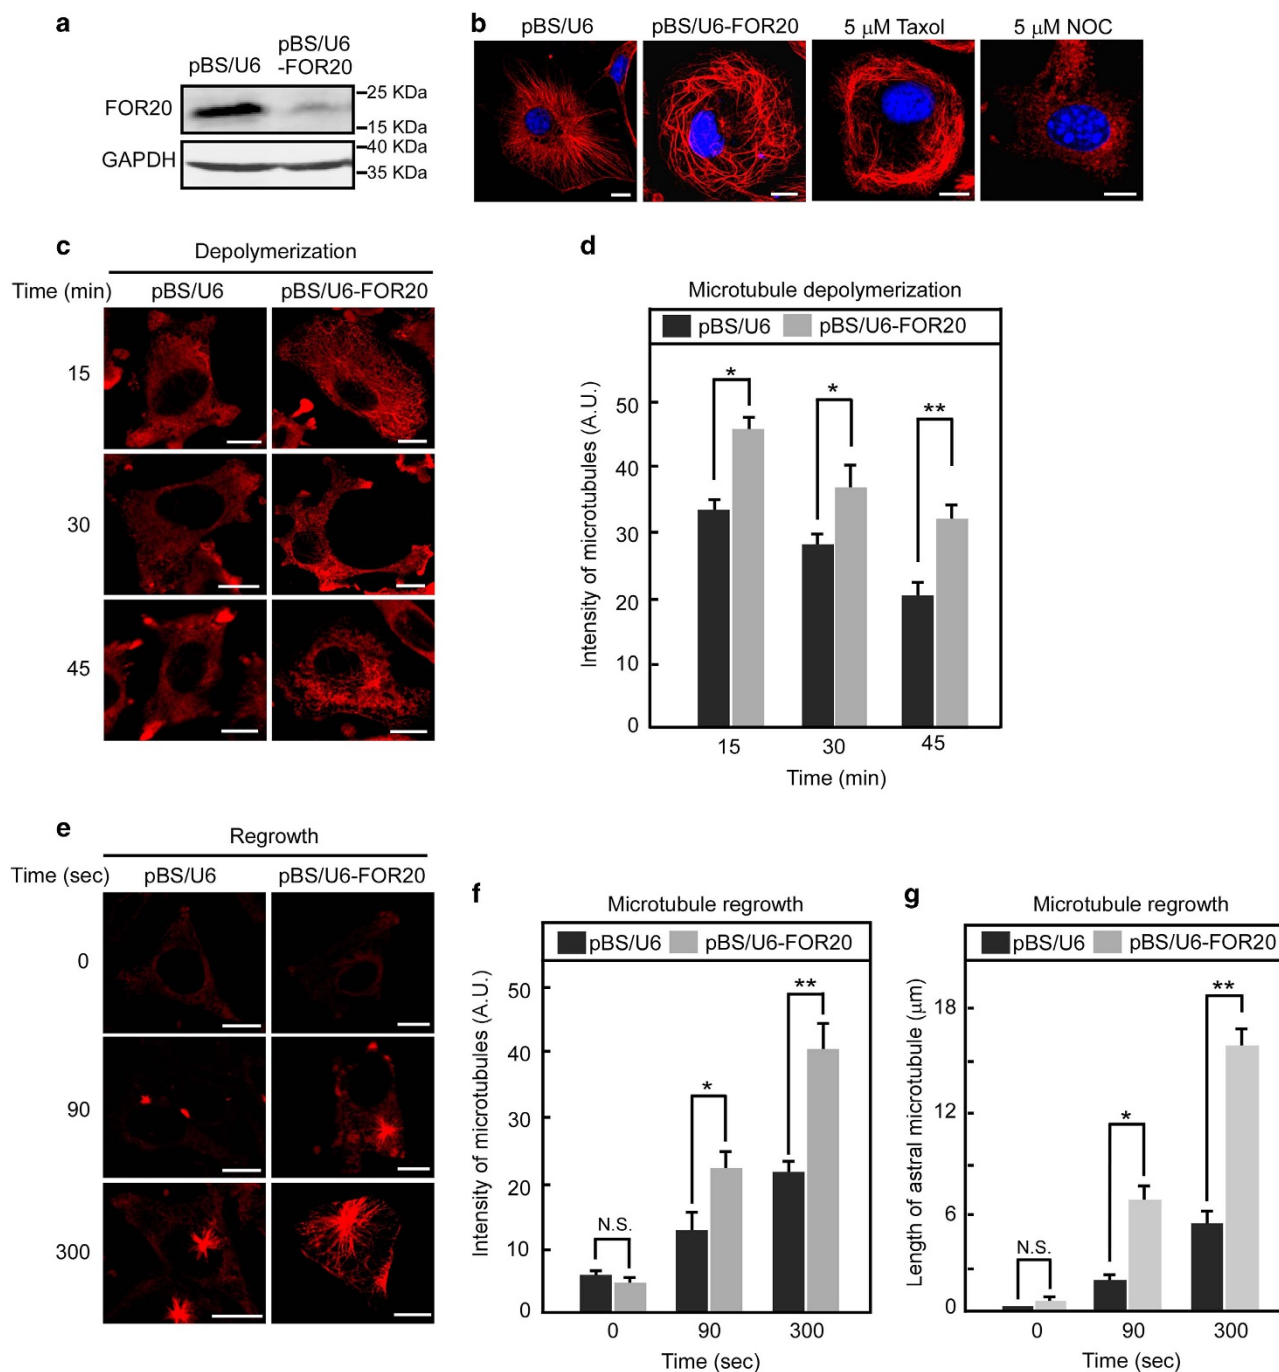 a
pBS/U6
pBS/U6
-FOR20
FOR20
25 KDa
15 KDa
GAPDH
40 KDa
35 KDa
b
pBS/U6
pBS/U6-FOR20
5 μM Taxol
5 μM NOC
c
Depolymerization
Time (min)
pBS/U6
pBS/U6-FOR20
15
30
45
d
Microtubule depolymerization
pBS/U6
pBS/U6-FOR20
Intensity of microtubules (A.U.)
50
40
30
20
10
0
*
*
**
15
30
45
Time (min)
e
Regrowth
Time (sec)
pBS/U6
pBS/U6-FOR20
0
90
300
f
Microtubule regrowth
pBS/U6
pBS/U6-FOR20
Intensity of microtubules (A.U.)
50
40
30
20
10
0
N.S.
*
**
0
90
300
Time (sec)
g
Microtubule regrowth
pBS/U6
pBS/U6-FOR20
Length of astral microtubule (μm)
18
12
6
0
N.S.
*
**
0
90
300
Time (sec)